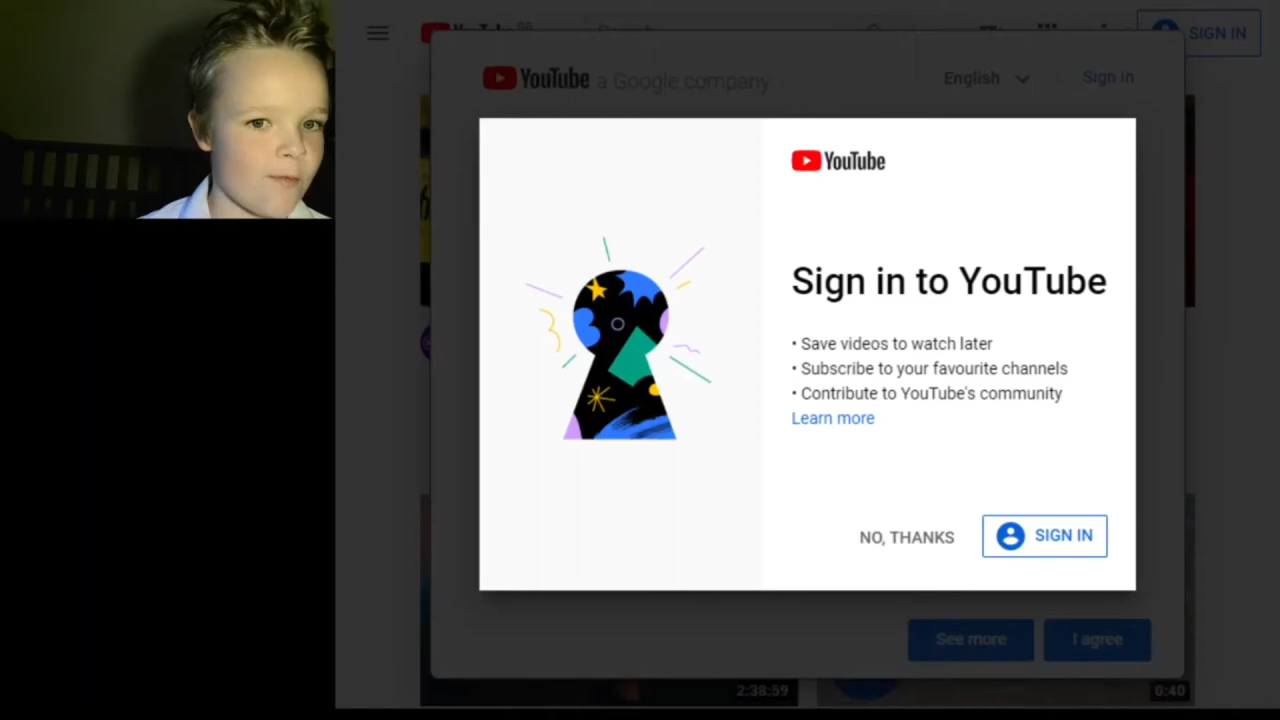 SIGN IN
YouTube a Google company
English
Sign in
YouTube
Sign in to YouTube
• Save videos to watch later
• Subscribe to your favourite channels
• Contribute to YouTube's community
Learn more
NO, THANKS
SIGN IN
See more
I agree
2:38:59
0:40